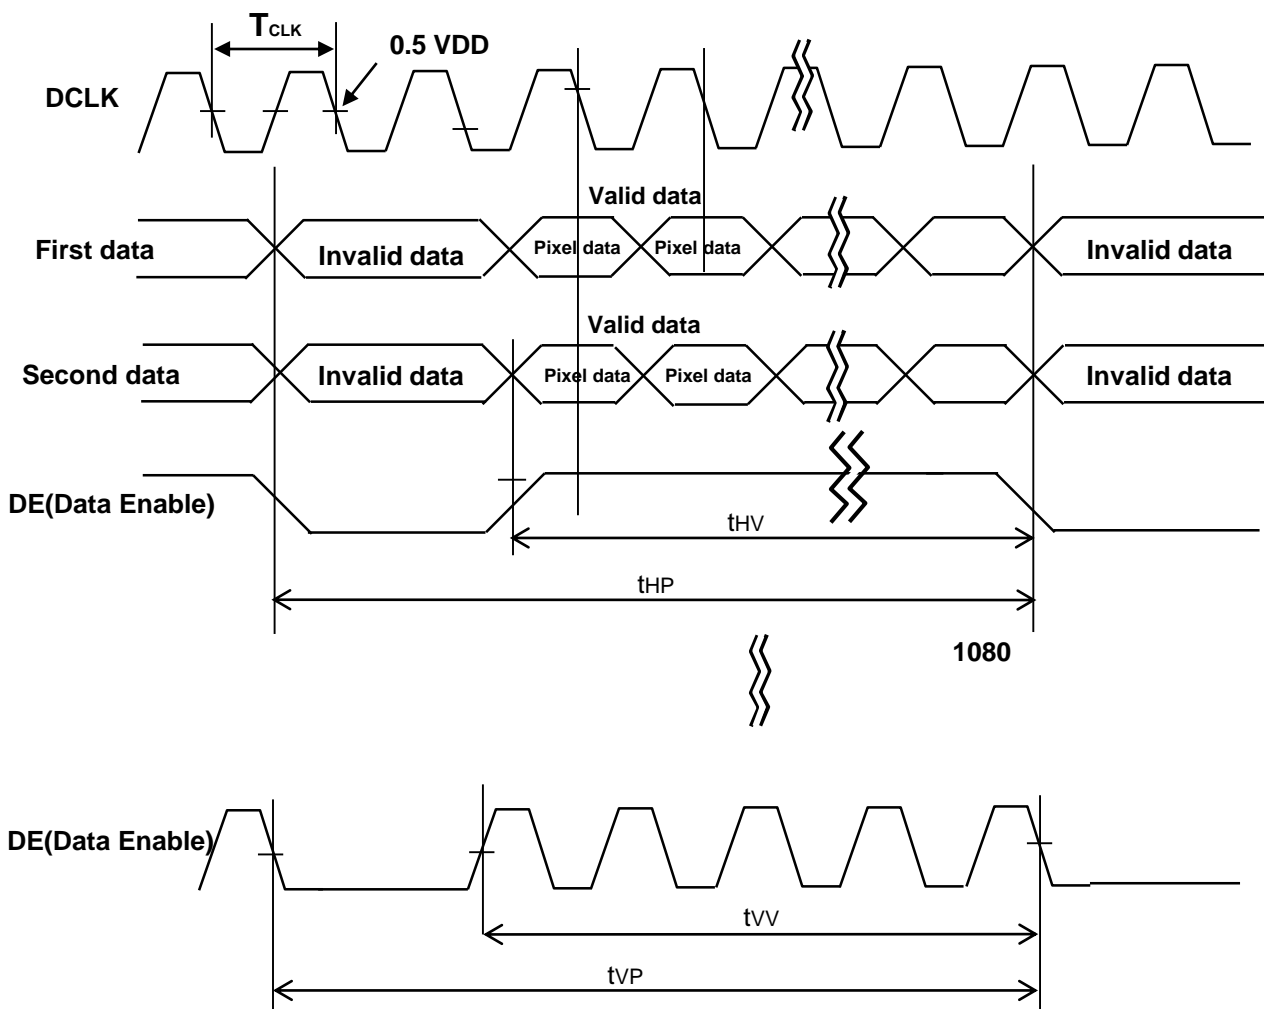 TCLK
0.5 VDD
DCLK
Valid data
First data
Invalid data
Pixel data
Pixel data
Invalid data
Valid data
Second data
Invalid data
Pixel data
Pixel data
Invalid data
DE(Data Enable)
tHV
tHP
1080
DE(Data Enable)
tVV
tVP